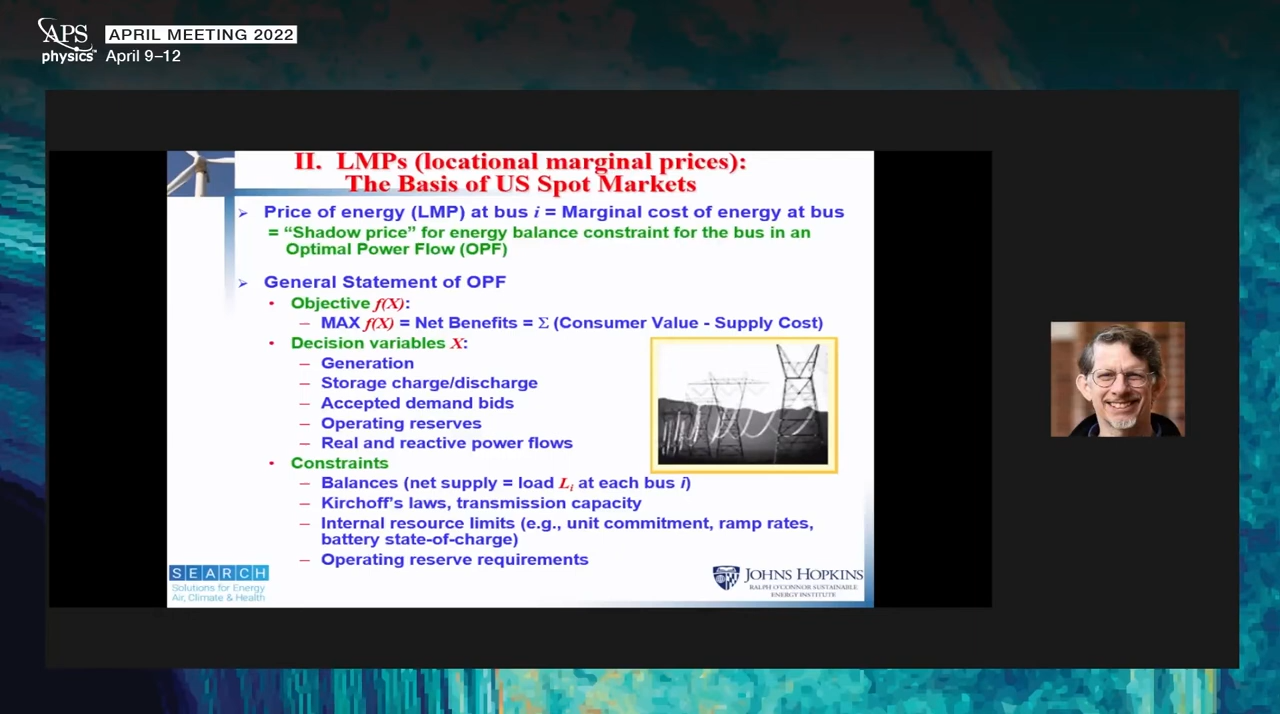 APS
physics
APRIL MEETING 2022
April 9–12
II. LMPs (locational marginal prices):
The Basis of US Spot Markets
➢ Price of energy (LMP) at bus i = Marginal cost of energy at bus
= “Shadow price” for energy balance constraint for the bus in an
Optimal Power Flow (OPF)
➢ General Statement of OPF
• Objective f(X):
– MAX f(X) = Net Benefits = Σ (Consumer Value - Supply Cost)
• Decision variables X:
– Generation
– Storage charge/discharge
– Accepted demand bids
– Operating reserves
– Real and reactive power flows
• Constraints
– Balances (net supply = load Li at each bus i)
– Kirchoff’s laws, transmission capacity
– Internal resource limits (e.g., unit commitment, ramp rates,
battery state-of-charge)
– Operating reserve requirements
SEARCH
Solutions for Energy
Air, Climate & Health
JOHNS HOPKINS
RALPH O’CONNOR SUSTAINABLE
ENERGY INSTITUTE